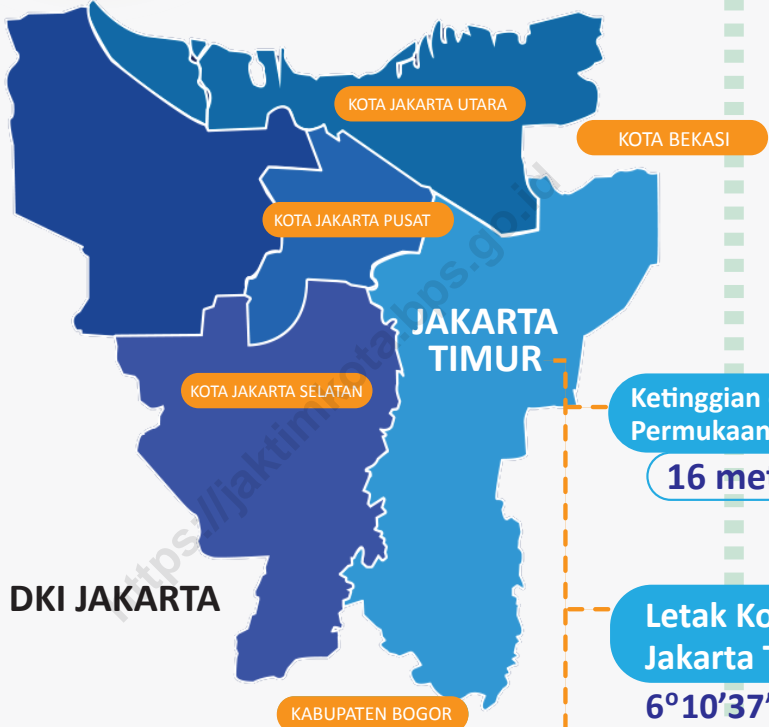 KOTA JAKARTA UTARA
KOTA BEKASI
KOTA JAKARTA PUSAT
JAKARTA
TIMUR
KOTA JAKARTA SELATAN
Ketinggian
Permukaan
16 met
DKI JAKARTA
Letak Ko
Jakarta T
6°10'37'
KABUPATEN BOGOR
https://jaktimkota.bps.go.id